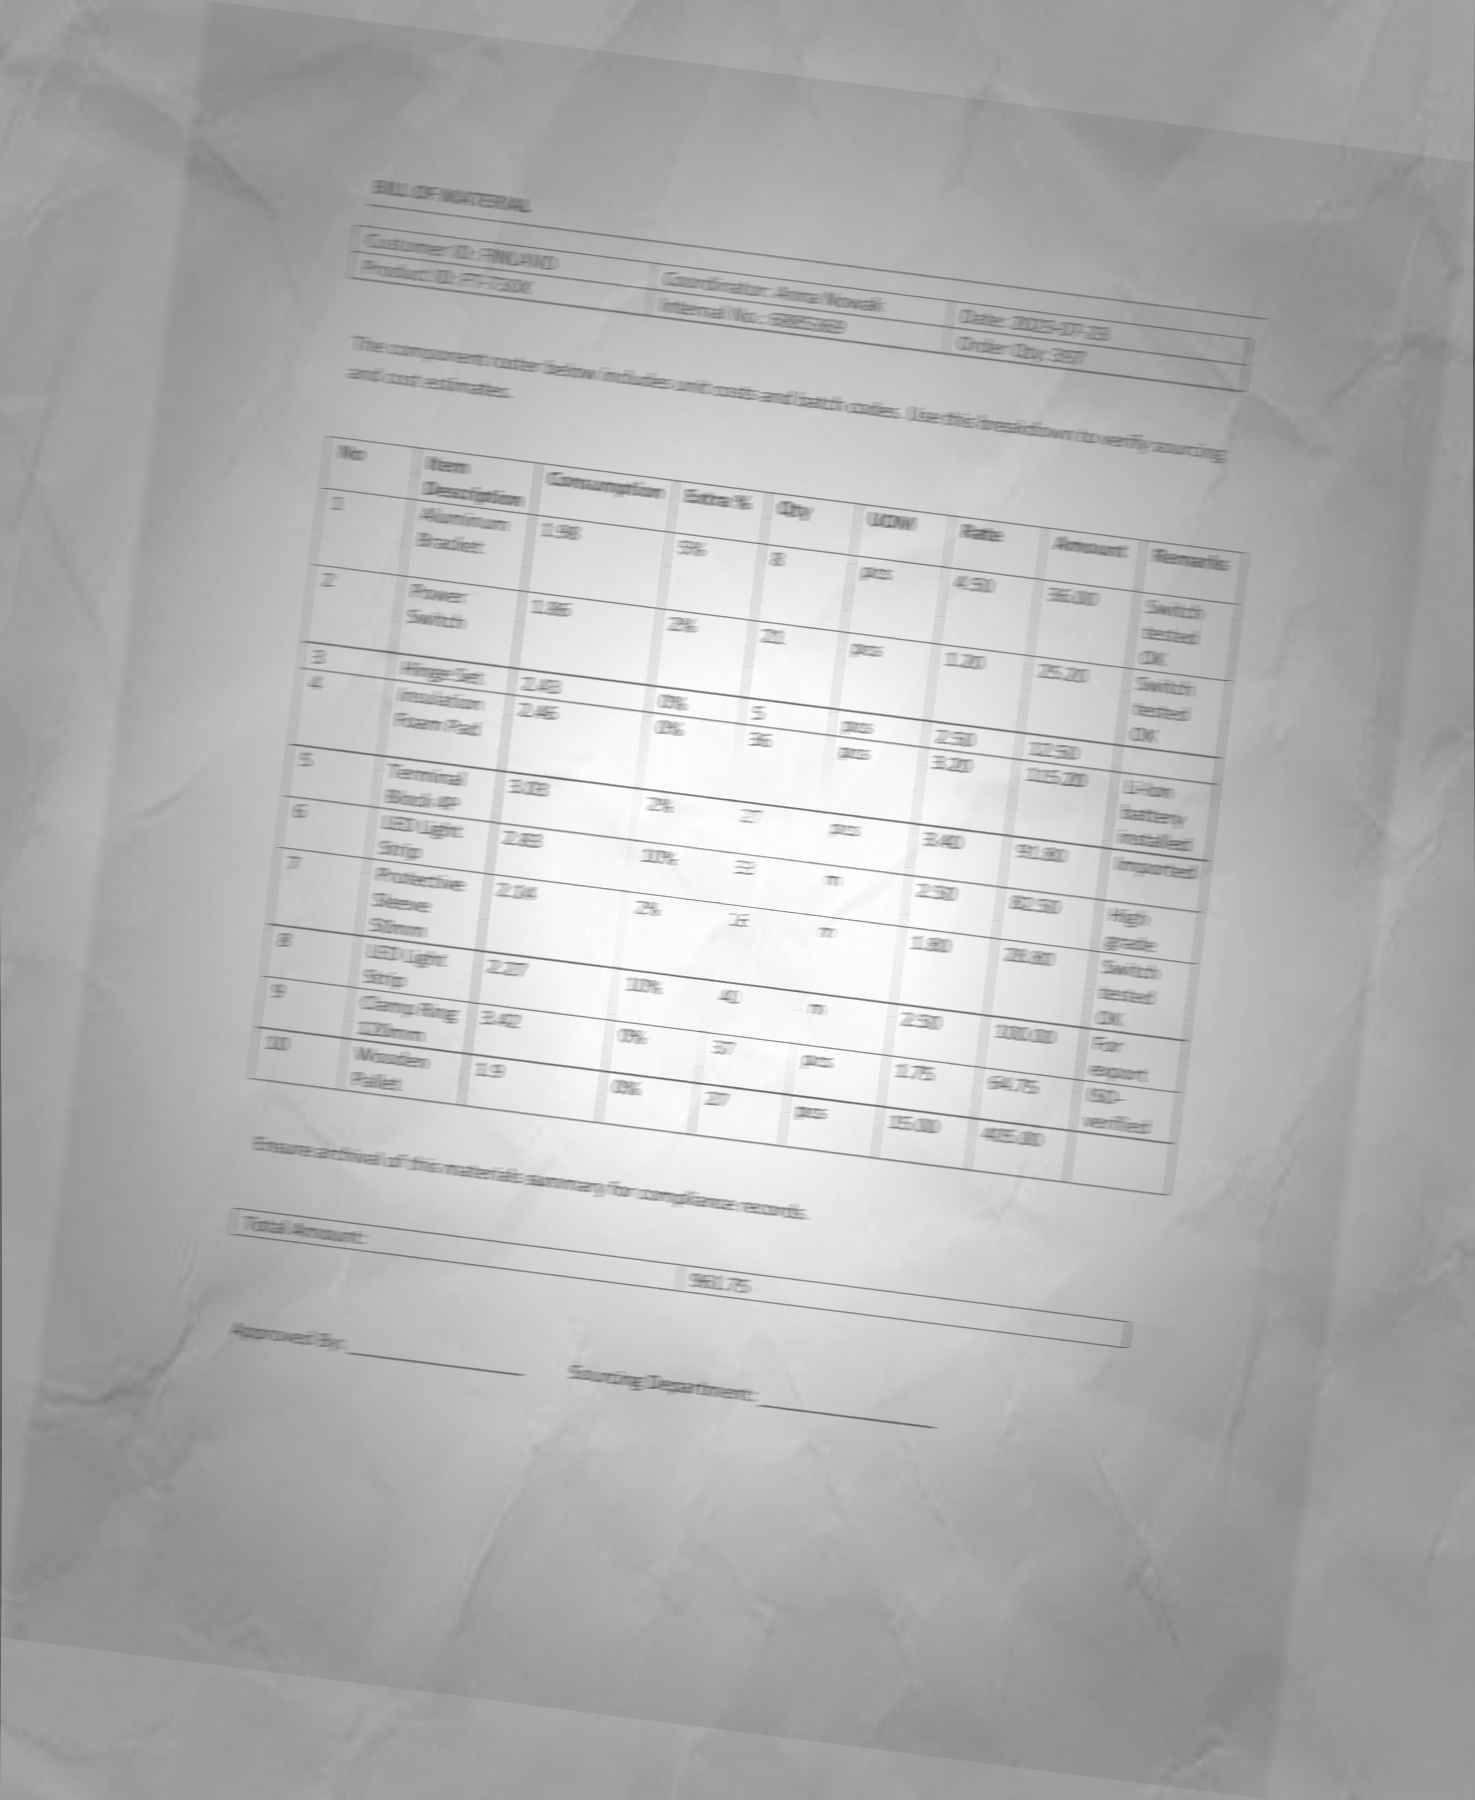 BILL OF MATERIAL
Customer ID: FINLAND
Coordinator: Anna Nowak
Date:
Product ID:
Internal No.:
Order Qty:
The component roster below includes unit costs and batch codes. Use this breakdown to verify sourcing
and cost estimates.
No Item Description Consumption Extra % Qty UOM Rate Amount Remarks
1 Aluminum Bracket 1.98 5% 8 pcs 4.50 36.00 Switch tested OK
2 Power Switch 1.86 2% 21 pcs 1.20 25.20 Switch tested OK
3 Hinge Set 2.43 0% 5 pcs 2.50 12.50
4 Insulation Foam Pad 2.46 0% 36 pcs 3.20 115.20 Li-ion battery installed
5 Terminal Block 4P 3.03 2% 27 pcs 3.40 91.80 Imported
6 LED Light Strip 2.83 10% 33 m 2.50 82.50 High grade
7 Protective Sleeve 50mm 2.04 2% 16 m 1.80 28.80 Switch tested OK
8 LED Light Strip 2.27 10% 40 m 2.50 100.00 For export
9 Clamp Ring 120mm 3.42 0% 37 pcs 1.75 64.75 ISO-verified
10 Wooden Pallet 1.9 0% 27 pcs 15.00 405.00
Ensure archival of this materials summary for compliance records.
Total Amount: 961.75
Approved By: ____________ Sourcing Department: ____________